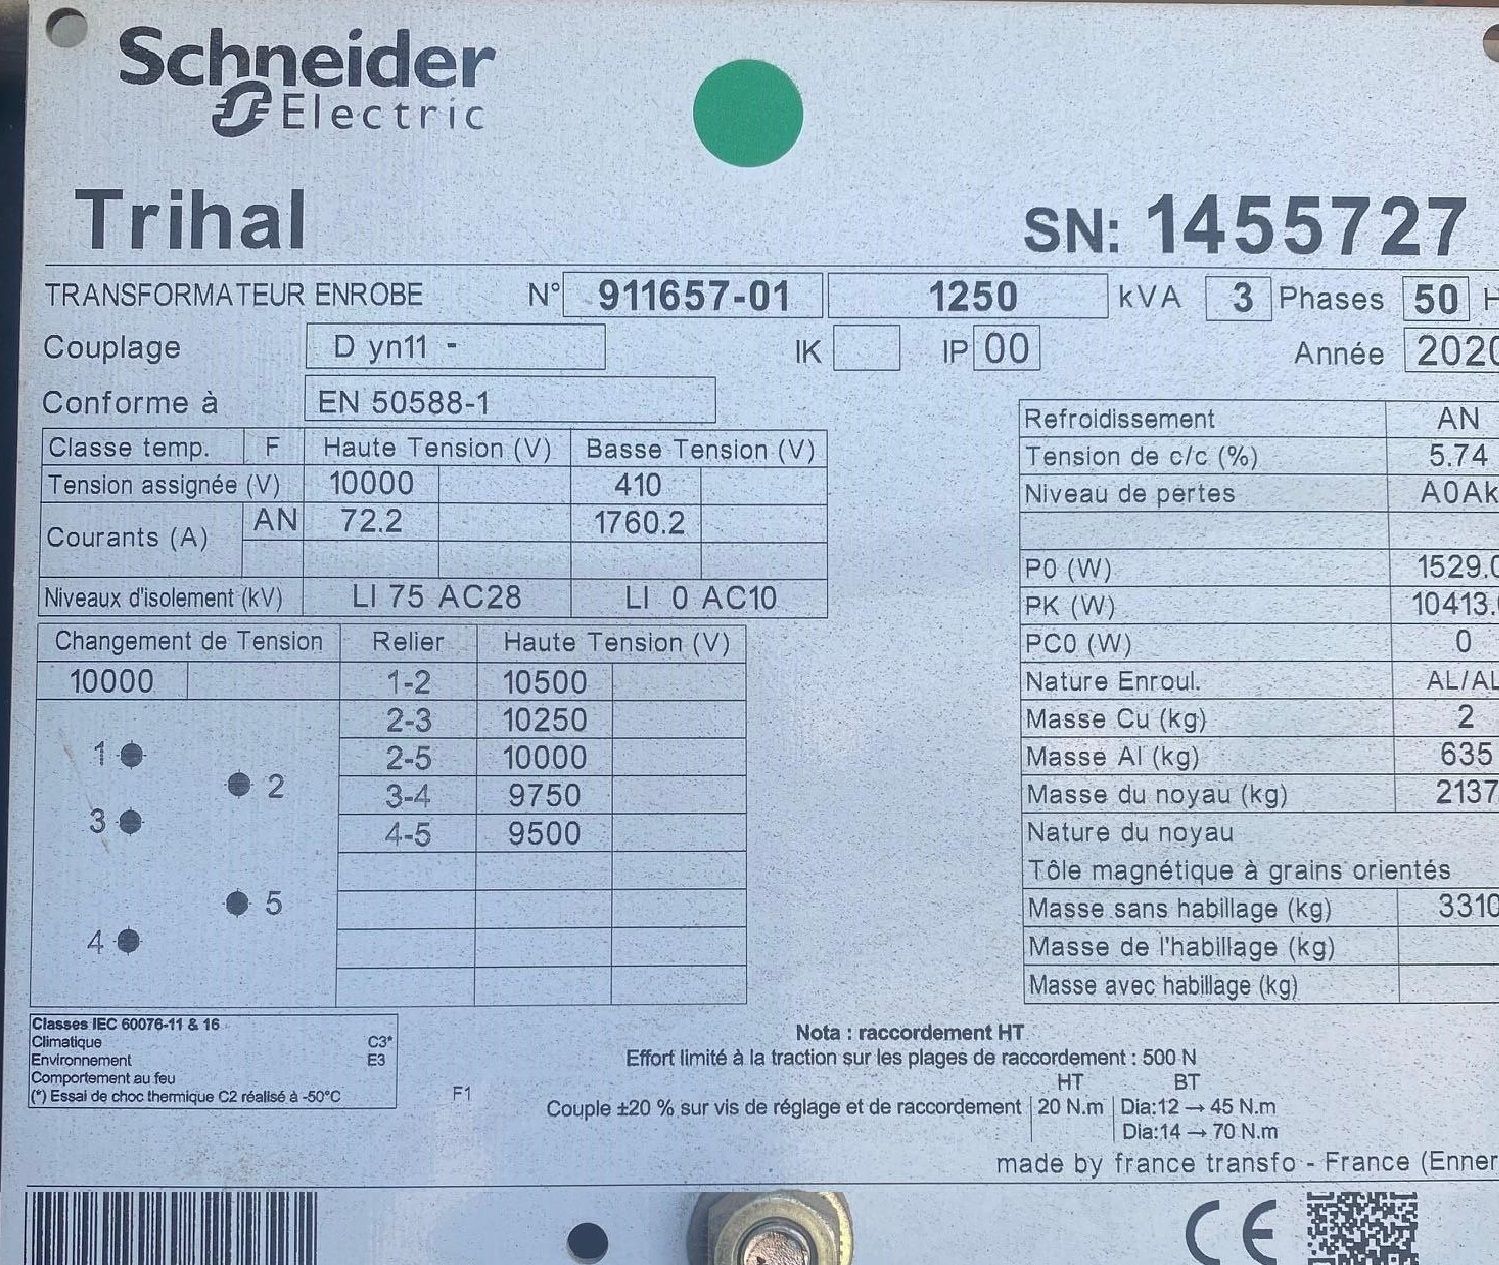 Schneider
Electric
Trihal
SN: 1455727
TRANSFORMATEUR ENROBE N° 911657-01 1250 kVA 3 Phases 50 H
Couplage D yn11 - IK IP 00 Année 2020
Conforme à EN 50588-1
Classe temp. F Haute Tension (V) Basse Tension (V)
Tension assignée (V) 10000 410
Courants (A) AN 72.2 1760.2
Niveaux d'isolement (kV) LI 75 AC28 LI 0 AC10
Changement de Tension Relier Haute Tension (V)
10000 1-2 10500
2-3 10250
2-5 10000
3-4 9750
4-5 9500
1
2
3
5
4
Refroidissement AN
Tension de c/c (%) 5.74
Niveau de pertes A0Ak
P0 (W) 1529.0
PK (W) 10413.
PC0 (W) 0
Nature Enroul. AL/AL
Masse Cu (kg) 2
Masse Al (kg) 635
Masse du noyau (kg) 2137
Nature du noyau
Tôle magnétique à grains orientés
Masse sans habillage (kg) 3310
Masse de l'habillage (kg)
Masse avec habillage (kg)
Classes IEC 60076-11 & 16
Climatique C3*
Environnement E3
Comportement au feu F1
(*) Essai de choc thermique C2 réalisé à -50°C
Nota : raccordement HT
Effort limité à la traction sur les plages de raccordement : 500 N
HT BT
Couple ±20 % sur vis de réglage et de raccordement 20 N.m Dia:12 → 45 N.m
Dia:14 → 70 N.m
made by france transfo - France (Enner
CE